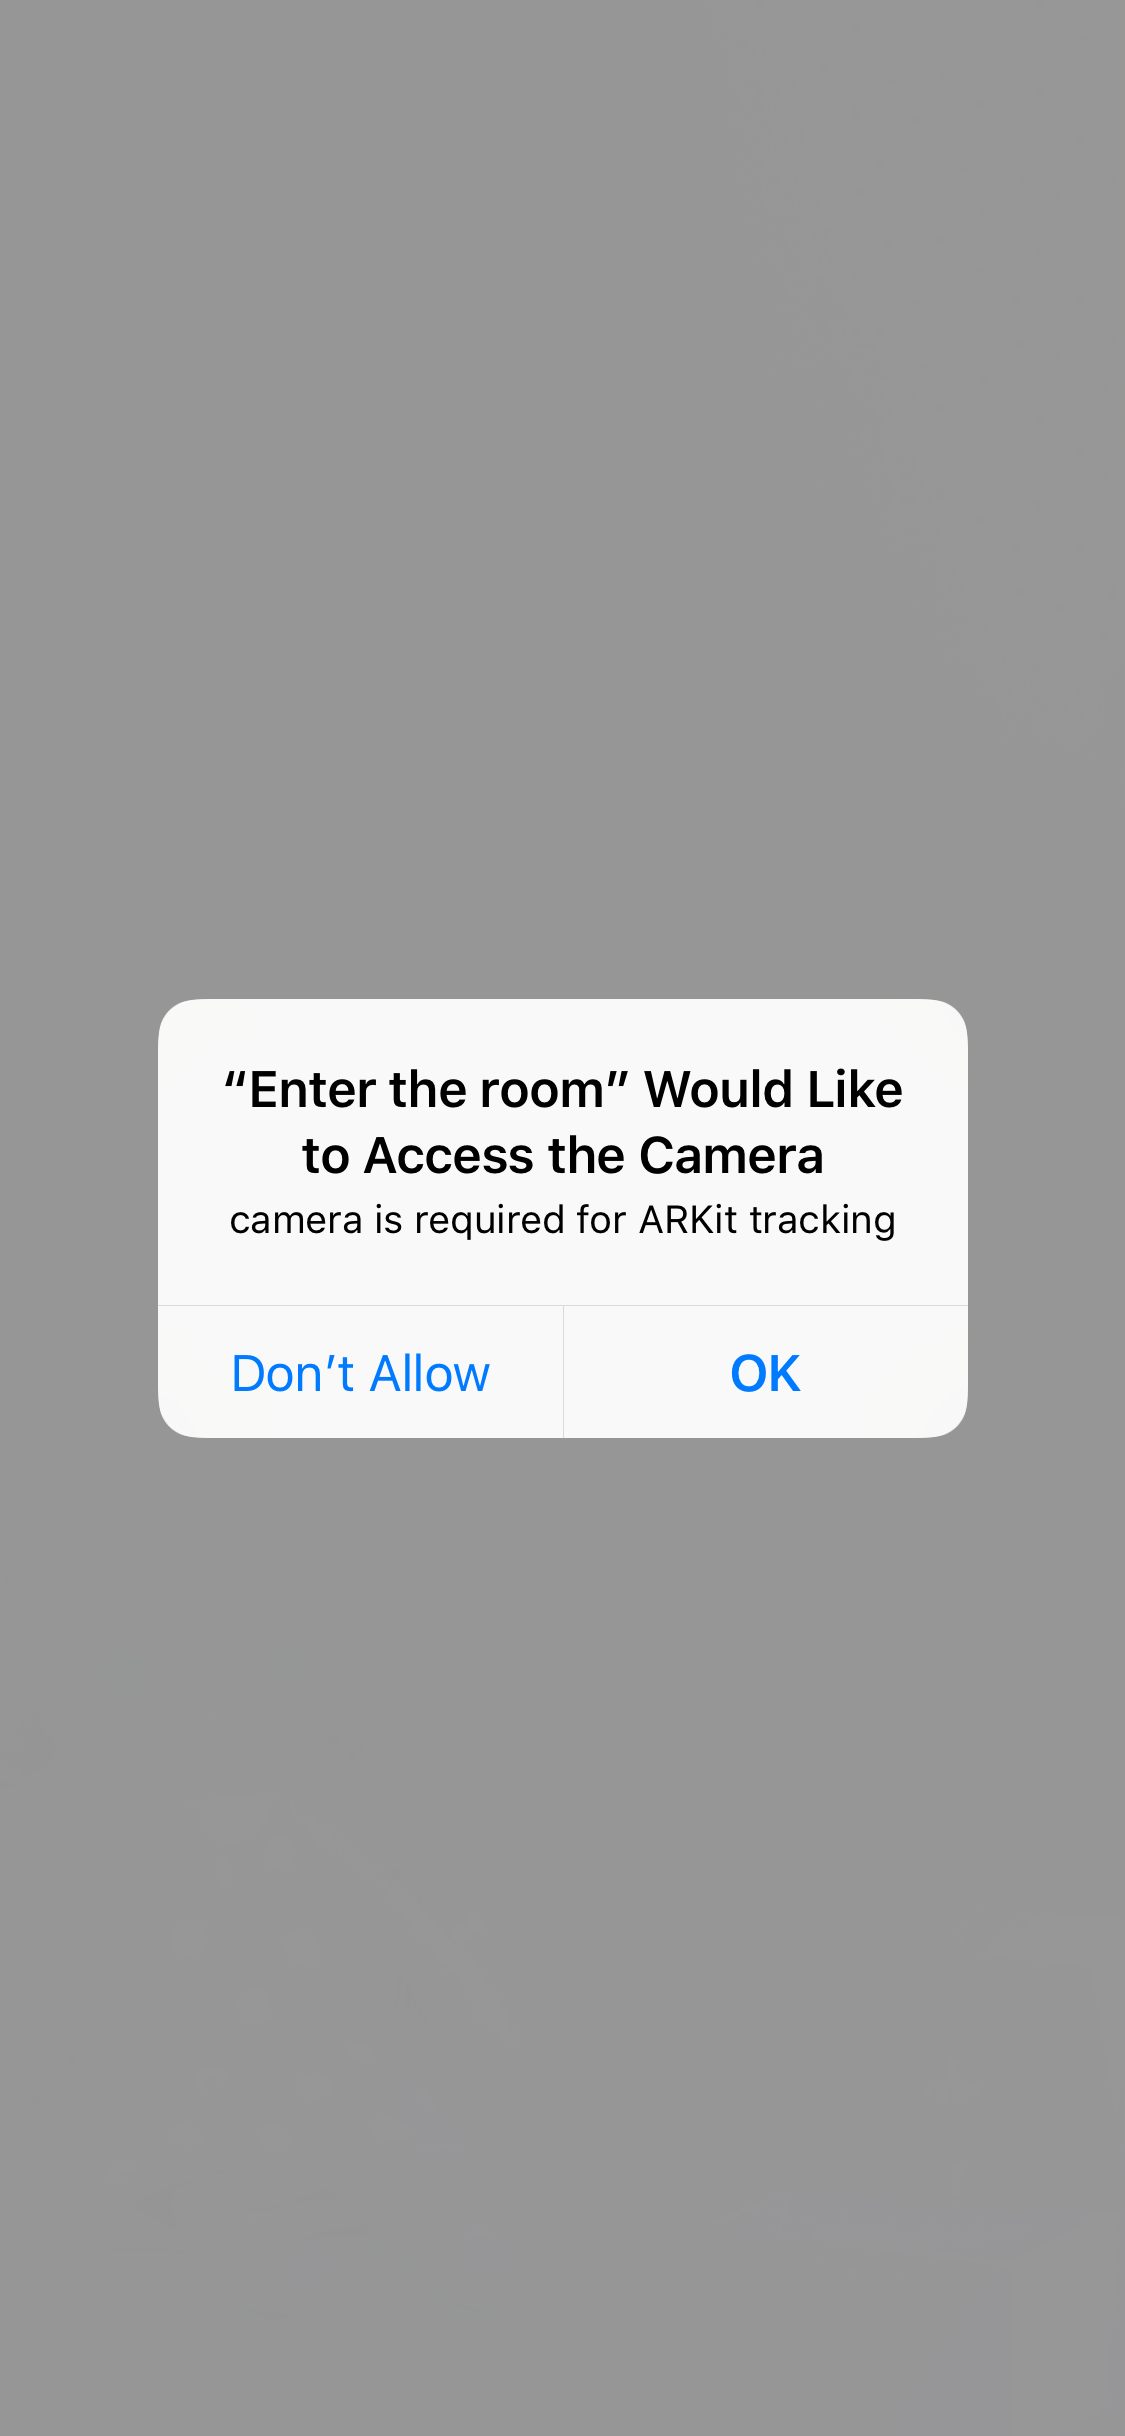 “Enter the room” Would Like
to Access the Camera
camera is required for ARKit tracking
Don’t Allow
OK